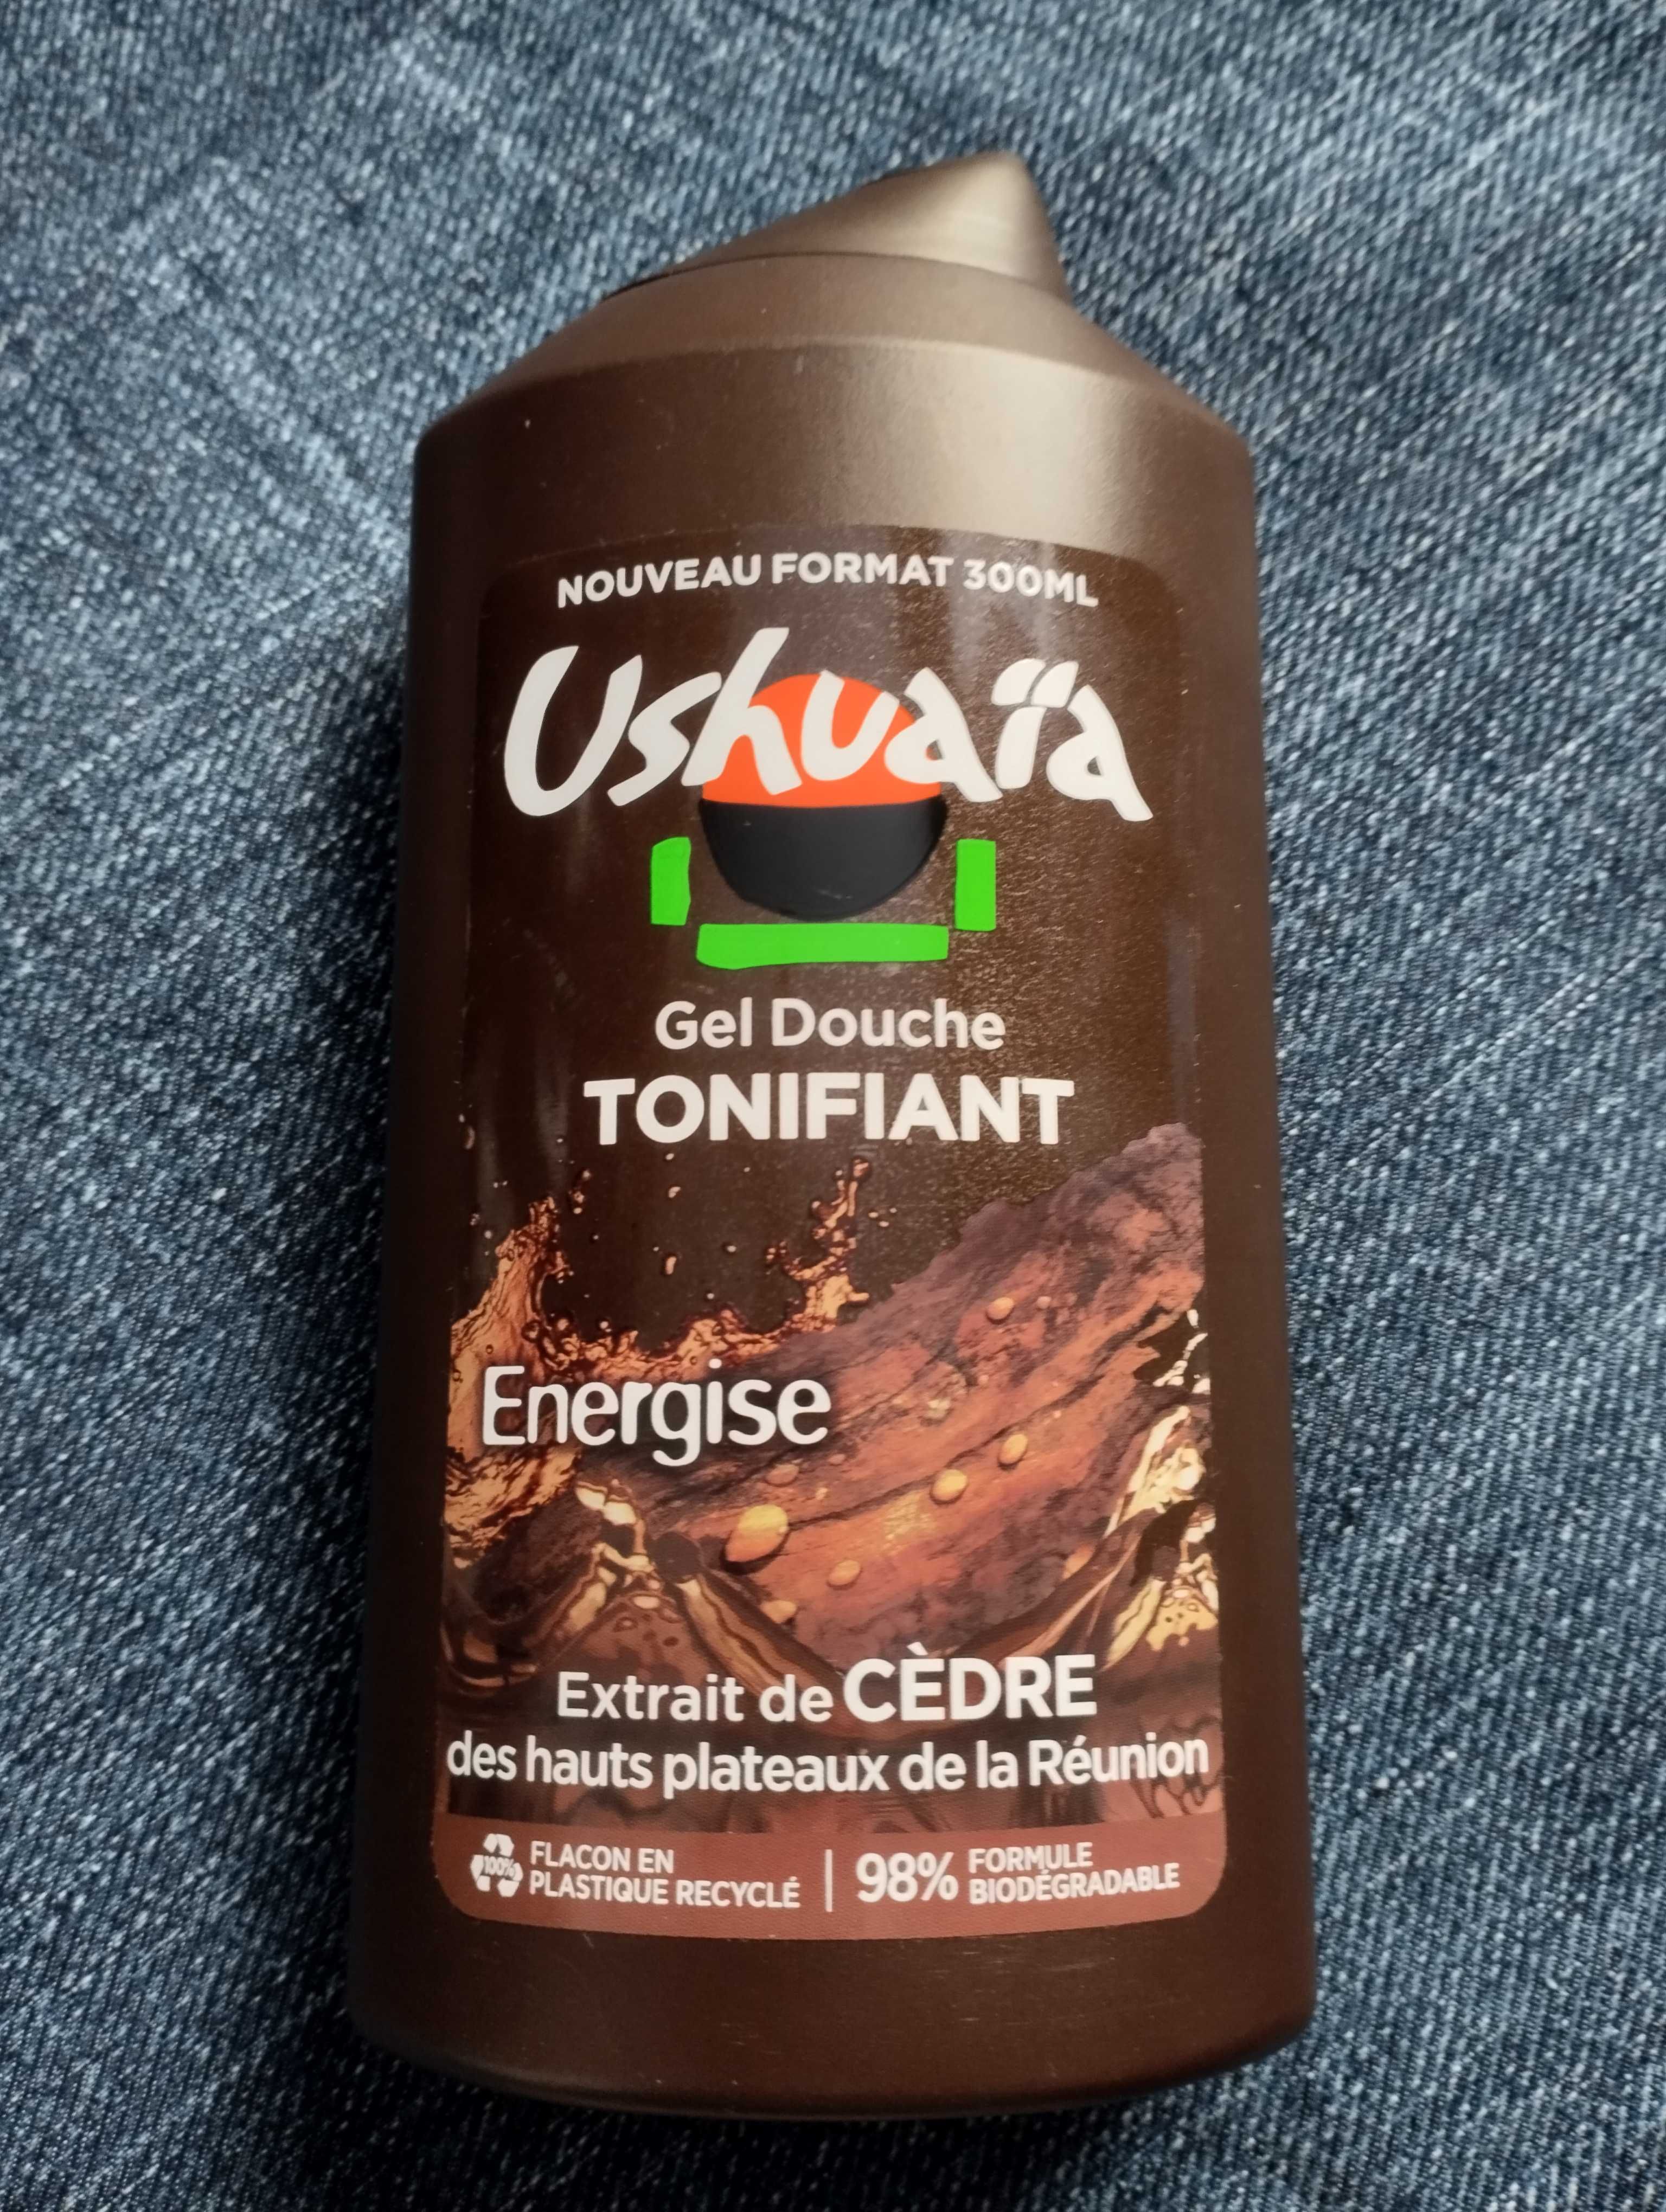 NOUVEAU FORMAT 300ML
Ushuaïa
Gel Douche
TONIFIANT
Energise
Extrait de CÈDRE
des hauts plateaux de la Réunion
100%
FLACON EN
PLASTIQUE RECYCLÉ
98%
FORMULE
BIODÉGRADABLE